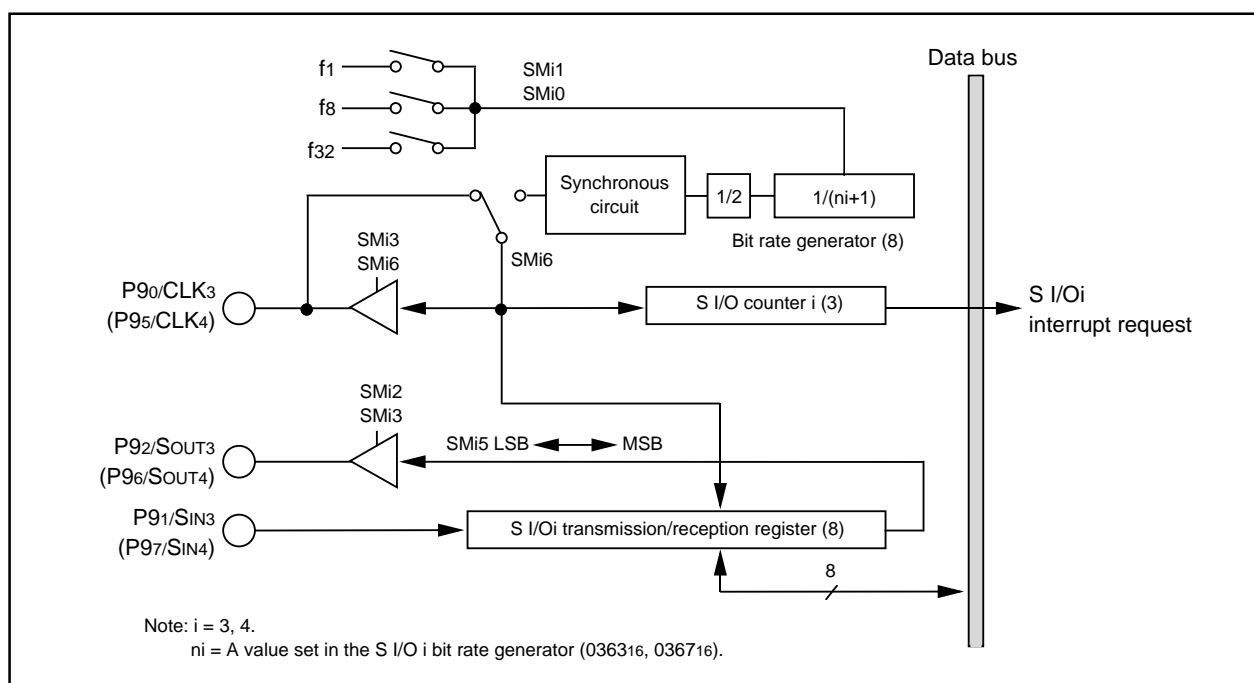 Data bus
f1
SMi1
SMi0
f8
f32
Synchronous
circuit
1/2
1/(ni+1)
Bit rate generator (8)
SMi6
SMi3
SMi6
P90/CLK3
(P95/CLK4)
S I/O counter i (3)
S I/Oi
interrupt request
SMi2
SMi3
P92/SOUT3
(P96/SOUT4)
SMi5 LSB MSB
P91/SIN3
(P97/SIN4)
S I/Oi transmission/reception register (8)
8
Note: i = 3, 4.
ni = A value set in the S I/O i bit rate generator (036316, 036716).